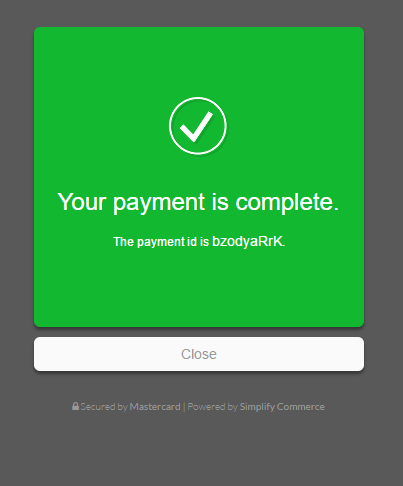 Your payment is complete.
The payment id is bzodyaRrK.
Close
Secured by Mastercard | Powered by Simplify Commerce